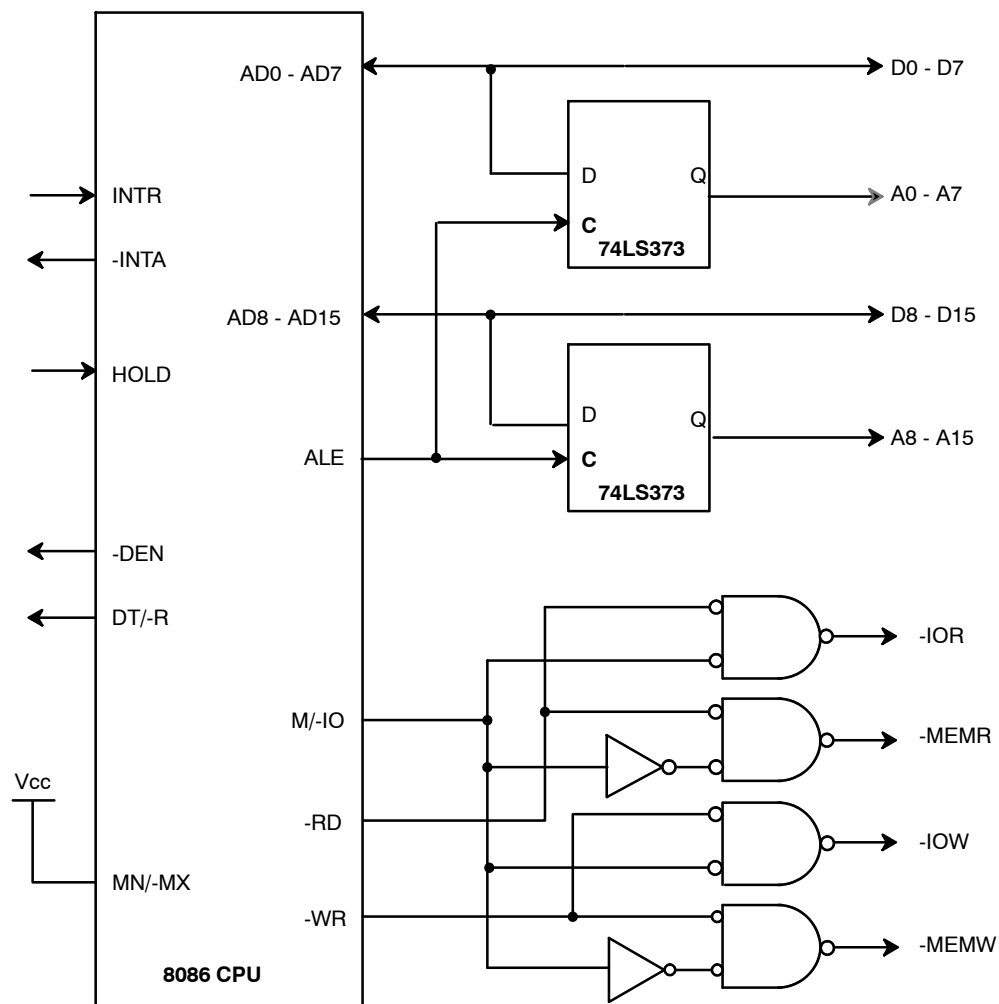 AD0 - AD7
D0 - D7
D
Q
A0 - A7
INTR
C
74LS373
-INTA
AD8 - AD15
D8 - D15
HOLD
D
Q
A8 - A15
ALE
C
74LS373
-DEN
DT/-R
-IOR
M/-IO
-MEMR
Vcc
-RD
-IOW
MN/-MX
-WR
-MEMW
8086 CPU